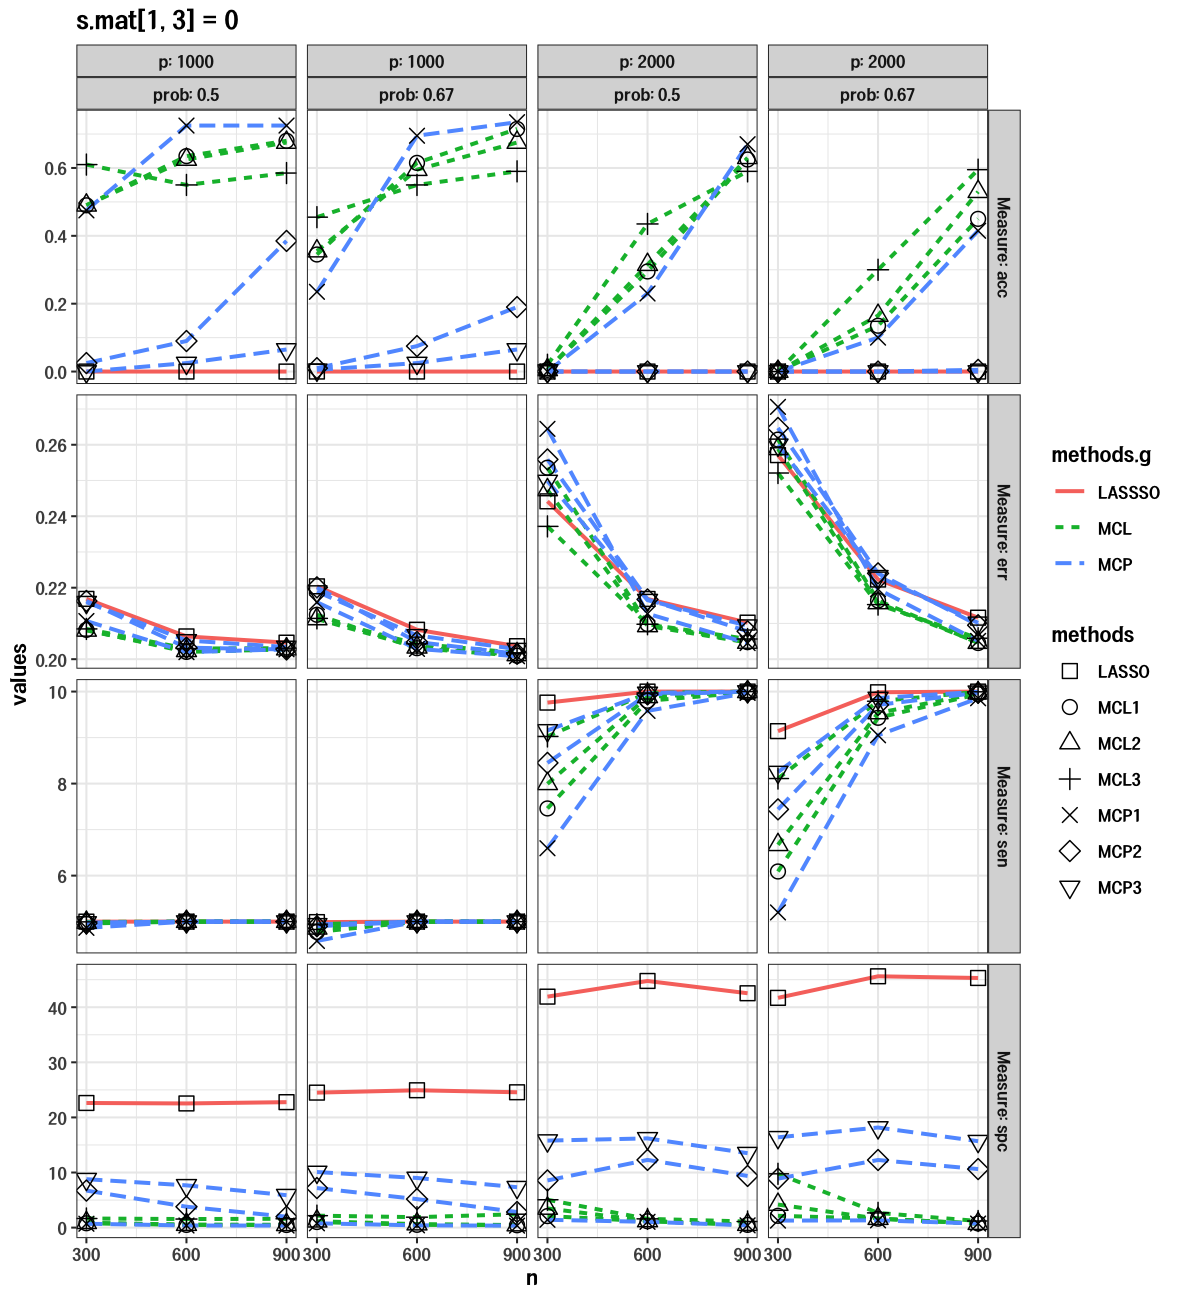 s.mat[1, 3] = 0
p: 1000
p: 1000
p: 2000
p: 2000
prob: 0.5
prob: 0.67
prob: 0.5
prob: 0.67
0.6
0.4
0.2
0.0
Measure: acc
0.26
0.24
0.22
0.20
Measure: err
10
8
6
Measure: sen
40
30
20
10
0
Measure: spc
values
300 600 900
300 600 900
300 600 900
300 600 900
n
methods.g
LASSSO
MCL
MCP
methods
LASSO
MCL1
MCL2
MCL3
MCP1
MCP2
MCP3